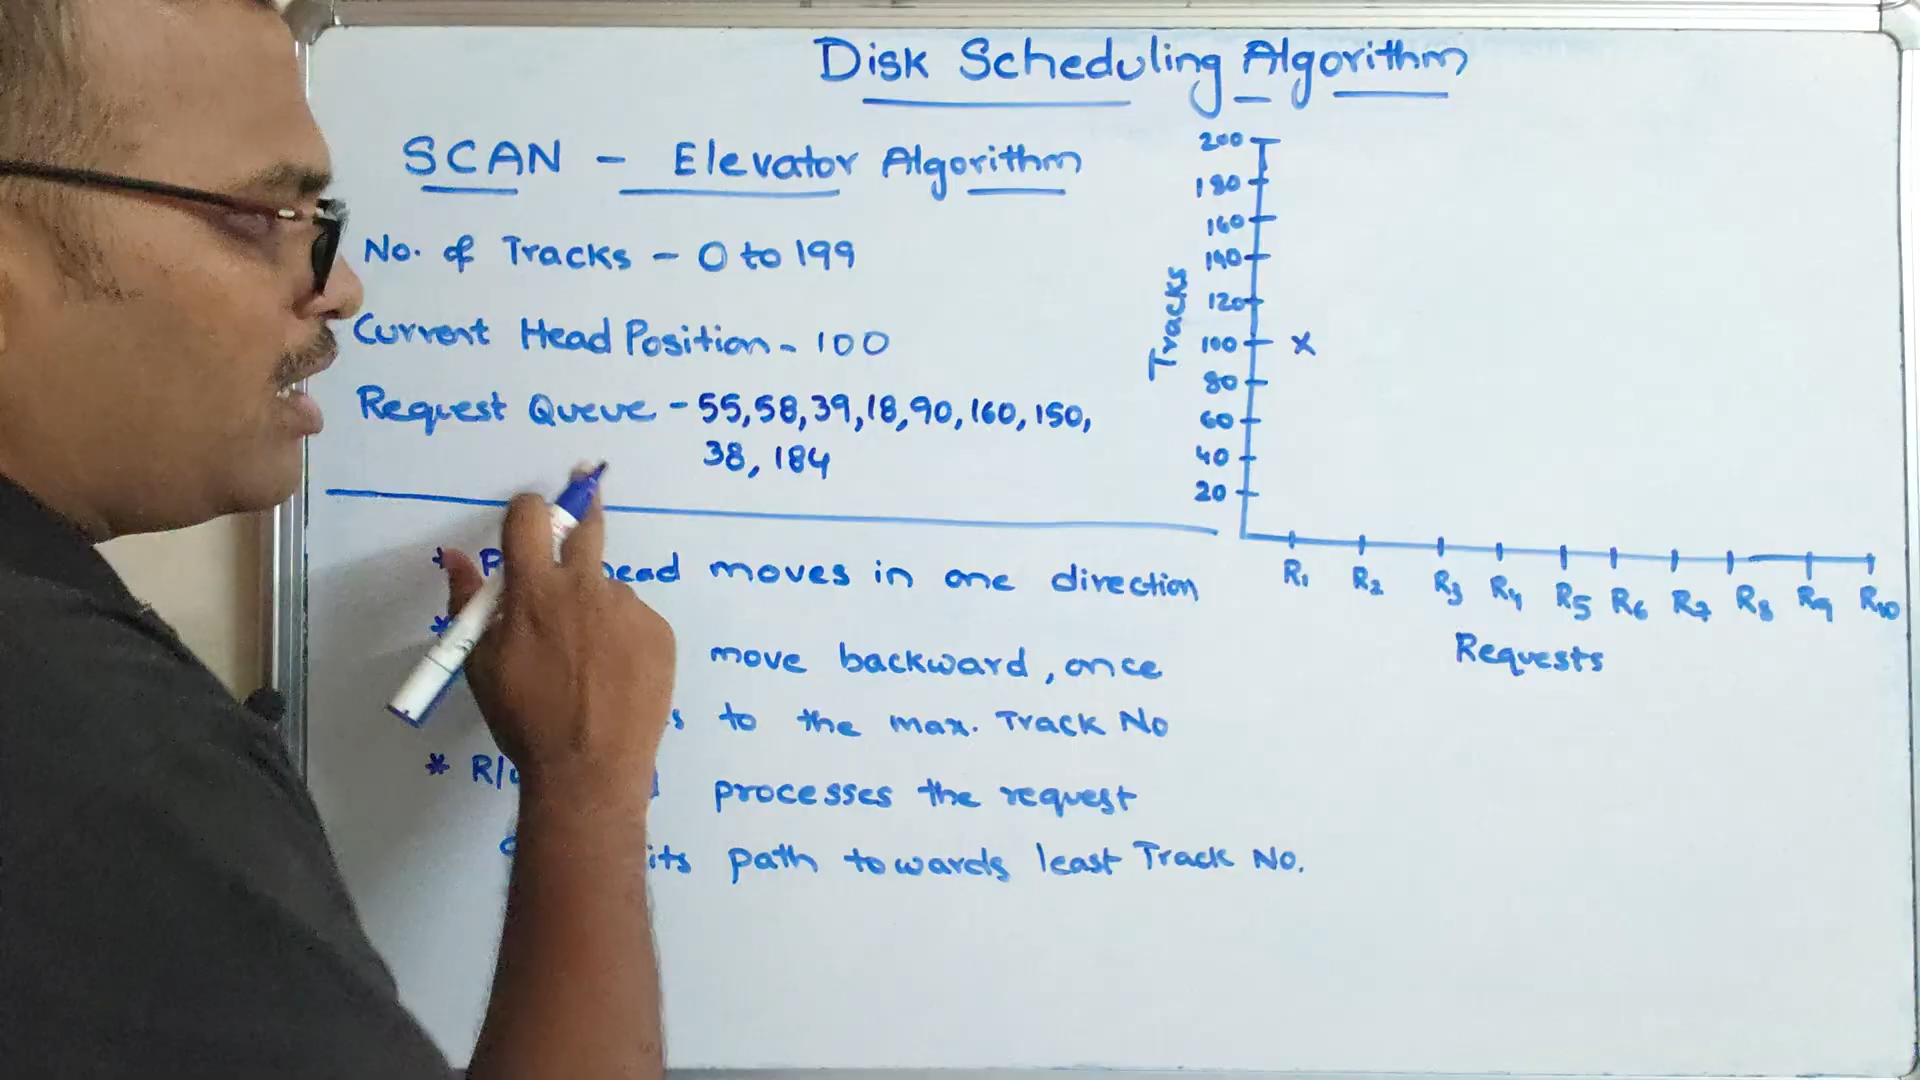 Disk Scheduling Algorithm
SCAN - Elevator Algorithm
No. of Tracks - 0 to 199
Current Head Position - 100
Request Queue - 55, 58, 39, 18, 90, 160, 150,
38, 184
* head moves in one direction
* move backward, once
to the max. Track No
* R/ processes the request
its path towards least Track No.
Tracks
200
180
160
140
120
100 x
80
60
40
20
R1 R2 R3 R4 R5 R6 R7 R8 R9 R10
Requests